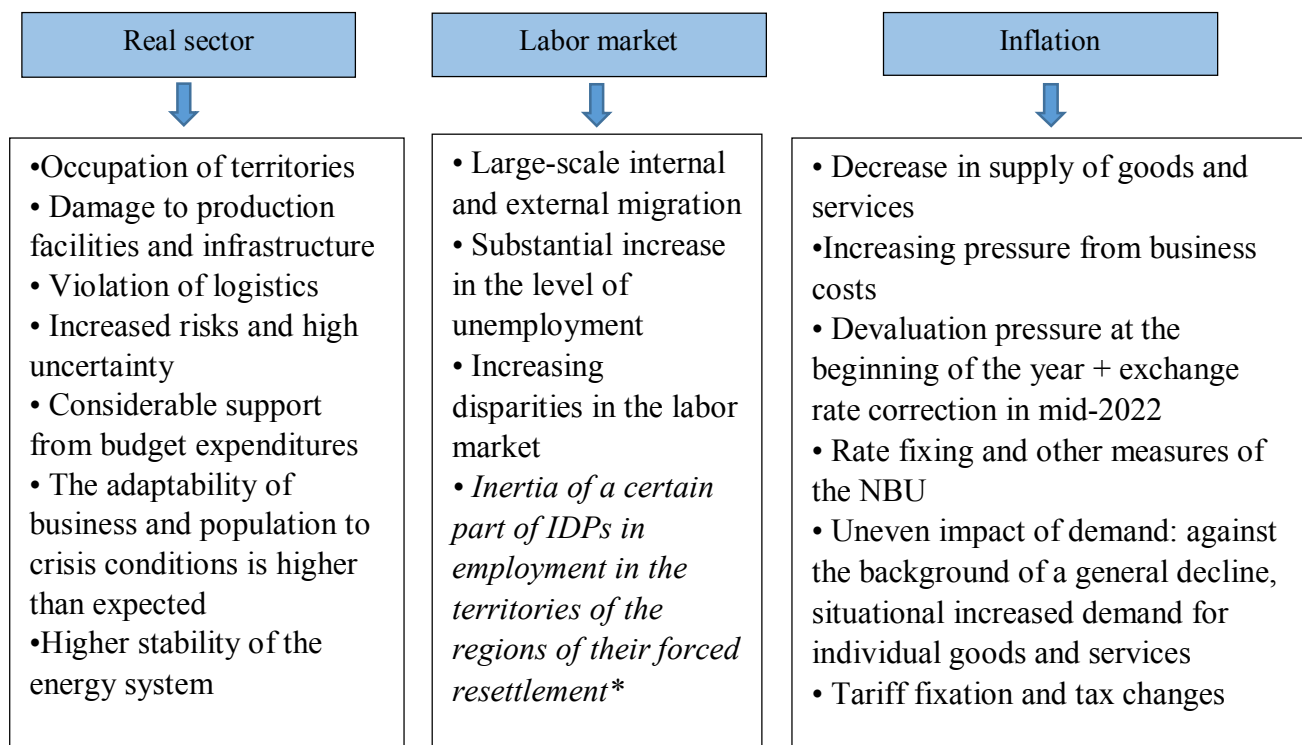 Real sector
•Occupation of territories
• Damage to production
facilities and infrastructure
• Violation of logistics
• Increased risks and high
uncertainty
• Considerable support
from budget expenditures
• The adaptability of
business and population to
crisis conditions is higher
than expected
•Higher stability of the
energy system
Labor market
• Large-scale internal
and external migration
• Substantial increase
in the level of
unemployment
• Increasing
disparities in the labor
market
• Inertia of a certain
part of IDPs in
employment in the
territories of the
regions of their forced
resettlement*
Inflation
• Decrease in supply of goods and
services
•Increasing pressure from business
costs
• Devaluation pressure at the
beginning of the year + exchange
rate correction in mid-2022
• Rate fixing and other measures of
the NBU
• Uneven impact of demand: against
the background of a general decline,
situational increased demand for
individual goods and services
• Tariff fixation and tax changes